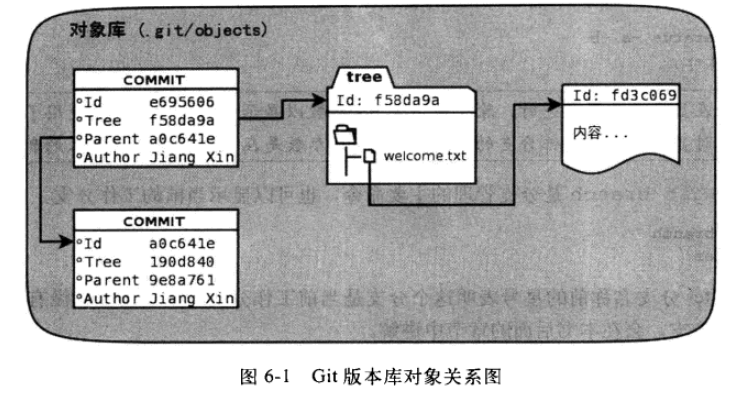 对象库 (.git/objects)
COMMIT
Id e695606
Tree f58da9a
Parent a0c641e
Author Jiang Xin
tree
Id: f58da9a
welcome.txt
Id: fd3c069
内容...
COMMIT
Id a0c641e
Tree 190d840
Parent 9e8a761
Author Jiang Xin
图 6-1 Git 版本库对象关系图